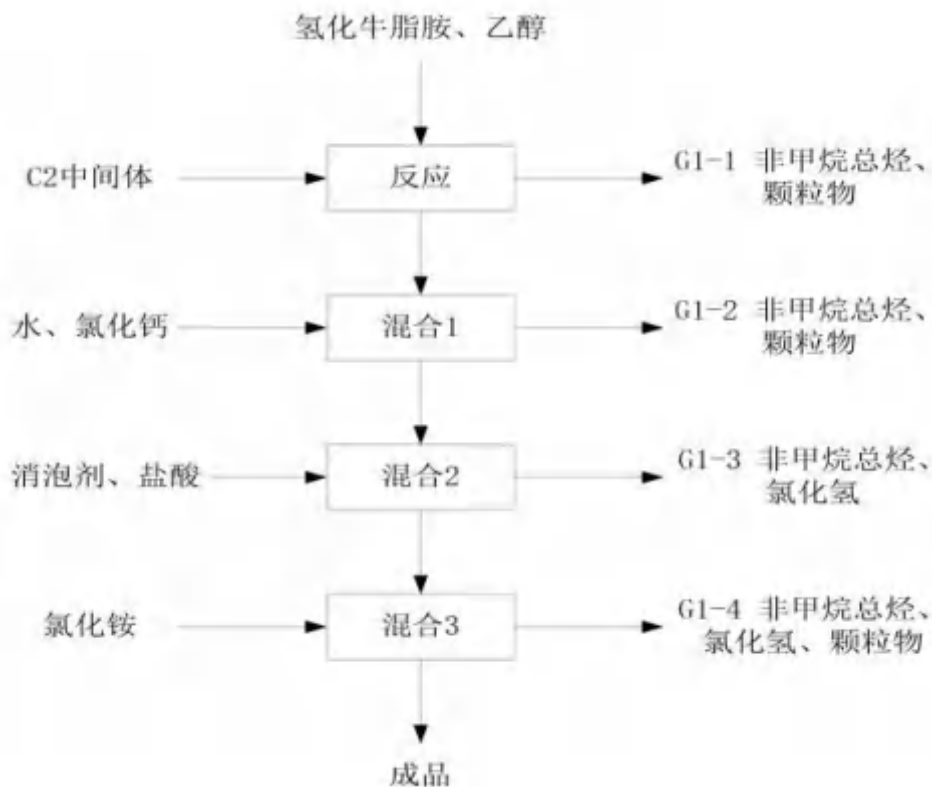 氢化牛脂胺、乙醇
C2中间体
反应
G1-1 非甲烷总烃、
颗粒物
水、氯化钙
混合1
G1-2 非甲烷总烃、
颗粒物
消泡剂、盐酸
混合2
G1-3 非甲烷总烃、
氯化氢
氯化铵
混合3
G1-4 非甲烷总烃、
氯化氢、颗粒物
成品